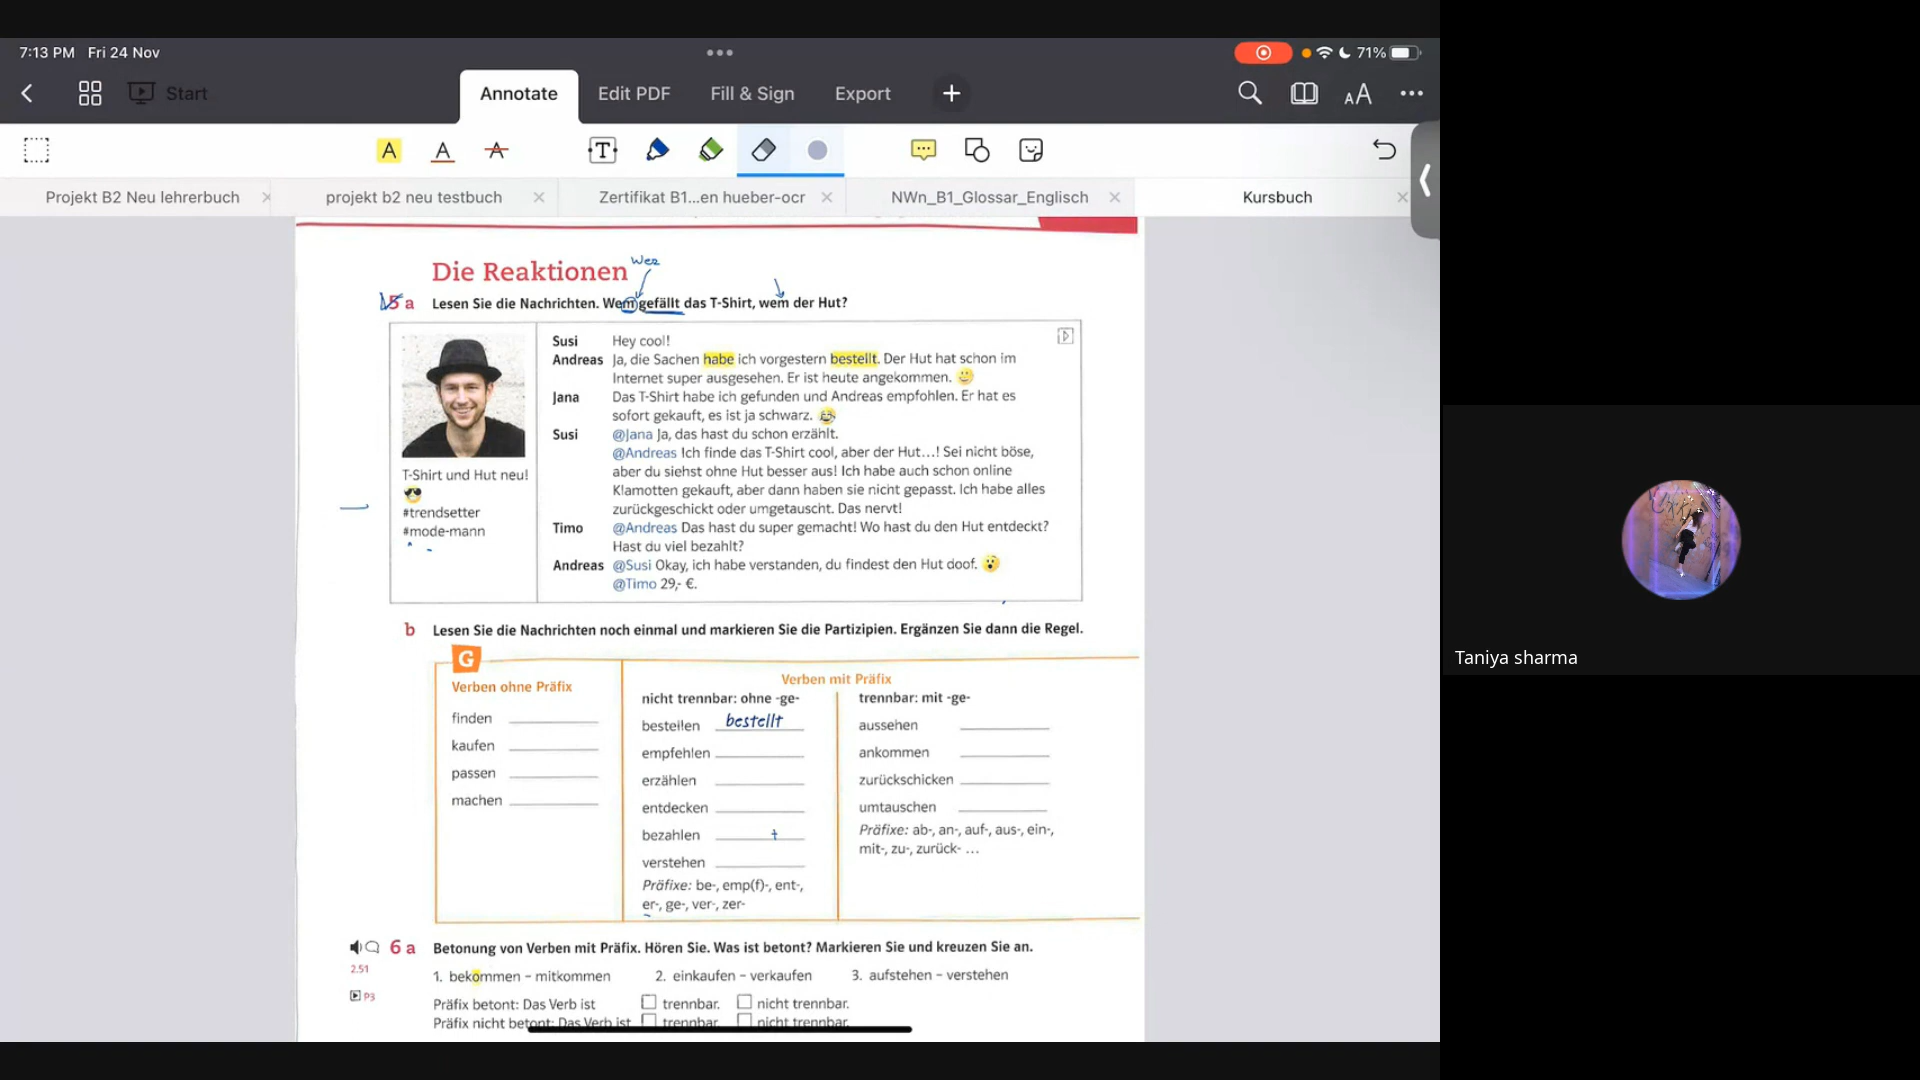 7:13 PM Fri 24 Nov
71%
Start
Annotate
Edit PDF
Fill & Sign
Export
Projekt B2 Neu lehrerbuch
projekt b2 neu testbuch
Zertifikat B1...en hueber-ocr
NWn_B1_Glossar_Englisch
Kursbuch
Die Reaktionen
5 a Lesen Sie die Nachrichten. Wem gefällt das T-Shirt, wem der Hut?
Susi Hey cool!
Andreas Ja, die Sachen habe ich vorgestern bestellt. Der Hut hat schon im
Internet super ausgesehen. Er ist heute angekommen.
Jana Das T-Shirt habe ich gefunden und Andreas empfohlen. Er hat es
sofort gekauft, es ist ja schwarz.
Susi @Jana Ja, das hast du schon erzählt.
@Andreas Ich finde das T-Shirt cool, aber der Hut...! Sei nicht böse,
aber du siehst ohne Hut besser aus! Ich habe auch schon online
Klamotten gekauft, aber dann haben sie nicht gepasst. Ich habe alles
zurückgeschickt oder umgetauscht. Das nervt!
Timo @Andreas Das hast du super gemacht! Wo hast du den Hut entdeckt?
Hast du viel bezahlt?
Andreas @Susi Okay, ich habe verstanden, du findest den Hut doof.
@Timo 29,- €.
T-Shirt und Hut neu!
#trendsetter
#mode-mann
b Lesen Sie die Nachrichten noch einmal und markieren Sie die Partizipien. Ergänzen Sie dann die Regel.
G
Verben ohne Präfix
finden
kaufen
passen
machen
Verben mit Präfix
nicht trennbar: ohne -ge-
bestellen bestellt
empfehlen
erzählen
entdecken
bezahlen t
verstehen
Präfixe: be-, emp(f)-, ent-,
er-, ge-, ver-, zer-
trennbar: mit -ge-
aussehen
ankommen
zurückschicken
umtauschen
Präfixe: ab-, an-, auf-, aus-, ein-,
mit-, zu-, zurück- ...
6 a Betonung von Verben mit Präfix. Hören Sie. Was ist betont? Markieren Sie und kreuzen Sie an.
2.51
P3
1. bekommen – mitkommen 2. einkaufen – verkaufen 3. aufstehen – verstehen
Präfix betont: Das Verb ist trennbar. nicht trennbar.
Präfix nicht betont: Das Verb ist trennbar. nicht trennbar.
Taniya sharma